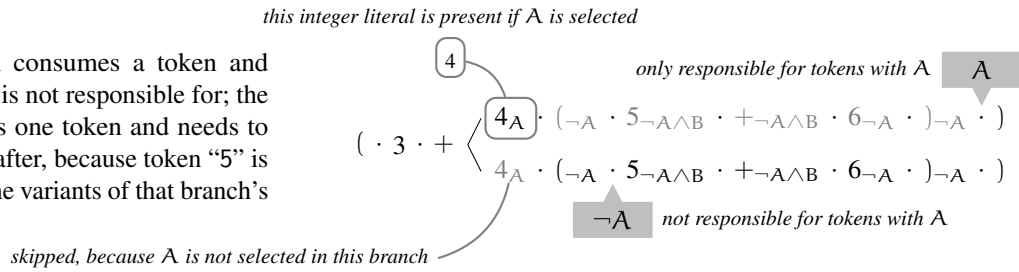 this integer literal is present if A is selected
consumes a token and
is not responsible for; the
s one token and needs to
after, because token “5” is
he variants of that branch’s
4
only responsible for tokens with A
A
( · 3 · +
4A · (¬A · 5¬A∧B · +¬A∧B · 6¬A · )¬A · )
4A · (¬A · 5¬A∧B · +¬A∧B · 6¬A · )¬A · )
¬A
not responsible for tokens with A
skipped, because A is not selected in this branch